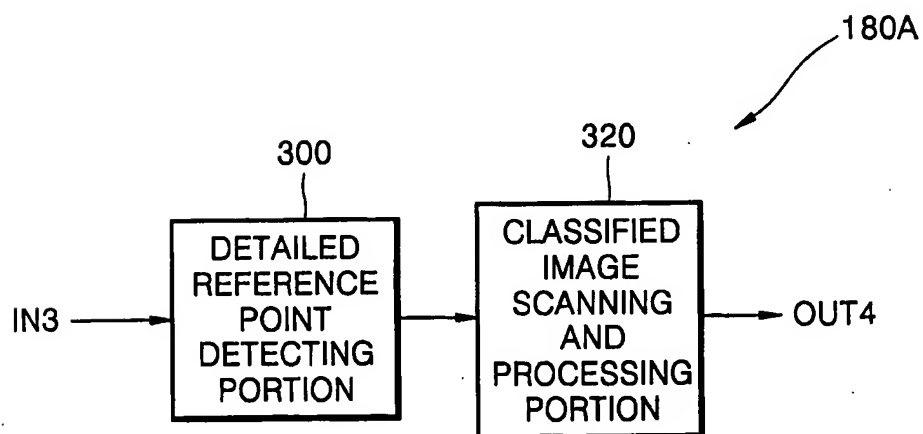 180A
300
320
DETAILED
REFERENCE
POINT
DETECTING
PORTION
CLASSIFIED
IMAGE
SCANNING
AND
PROCESSING
PORTION
IN3
OUT4